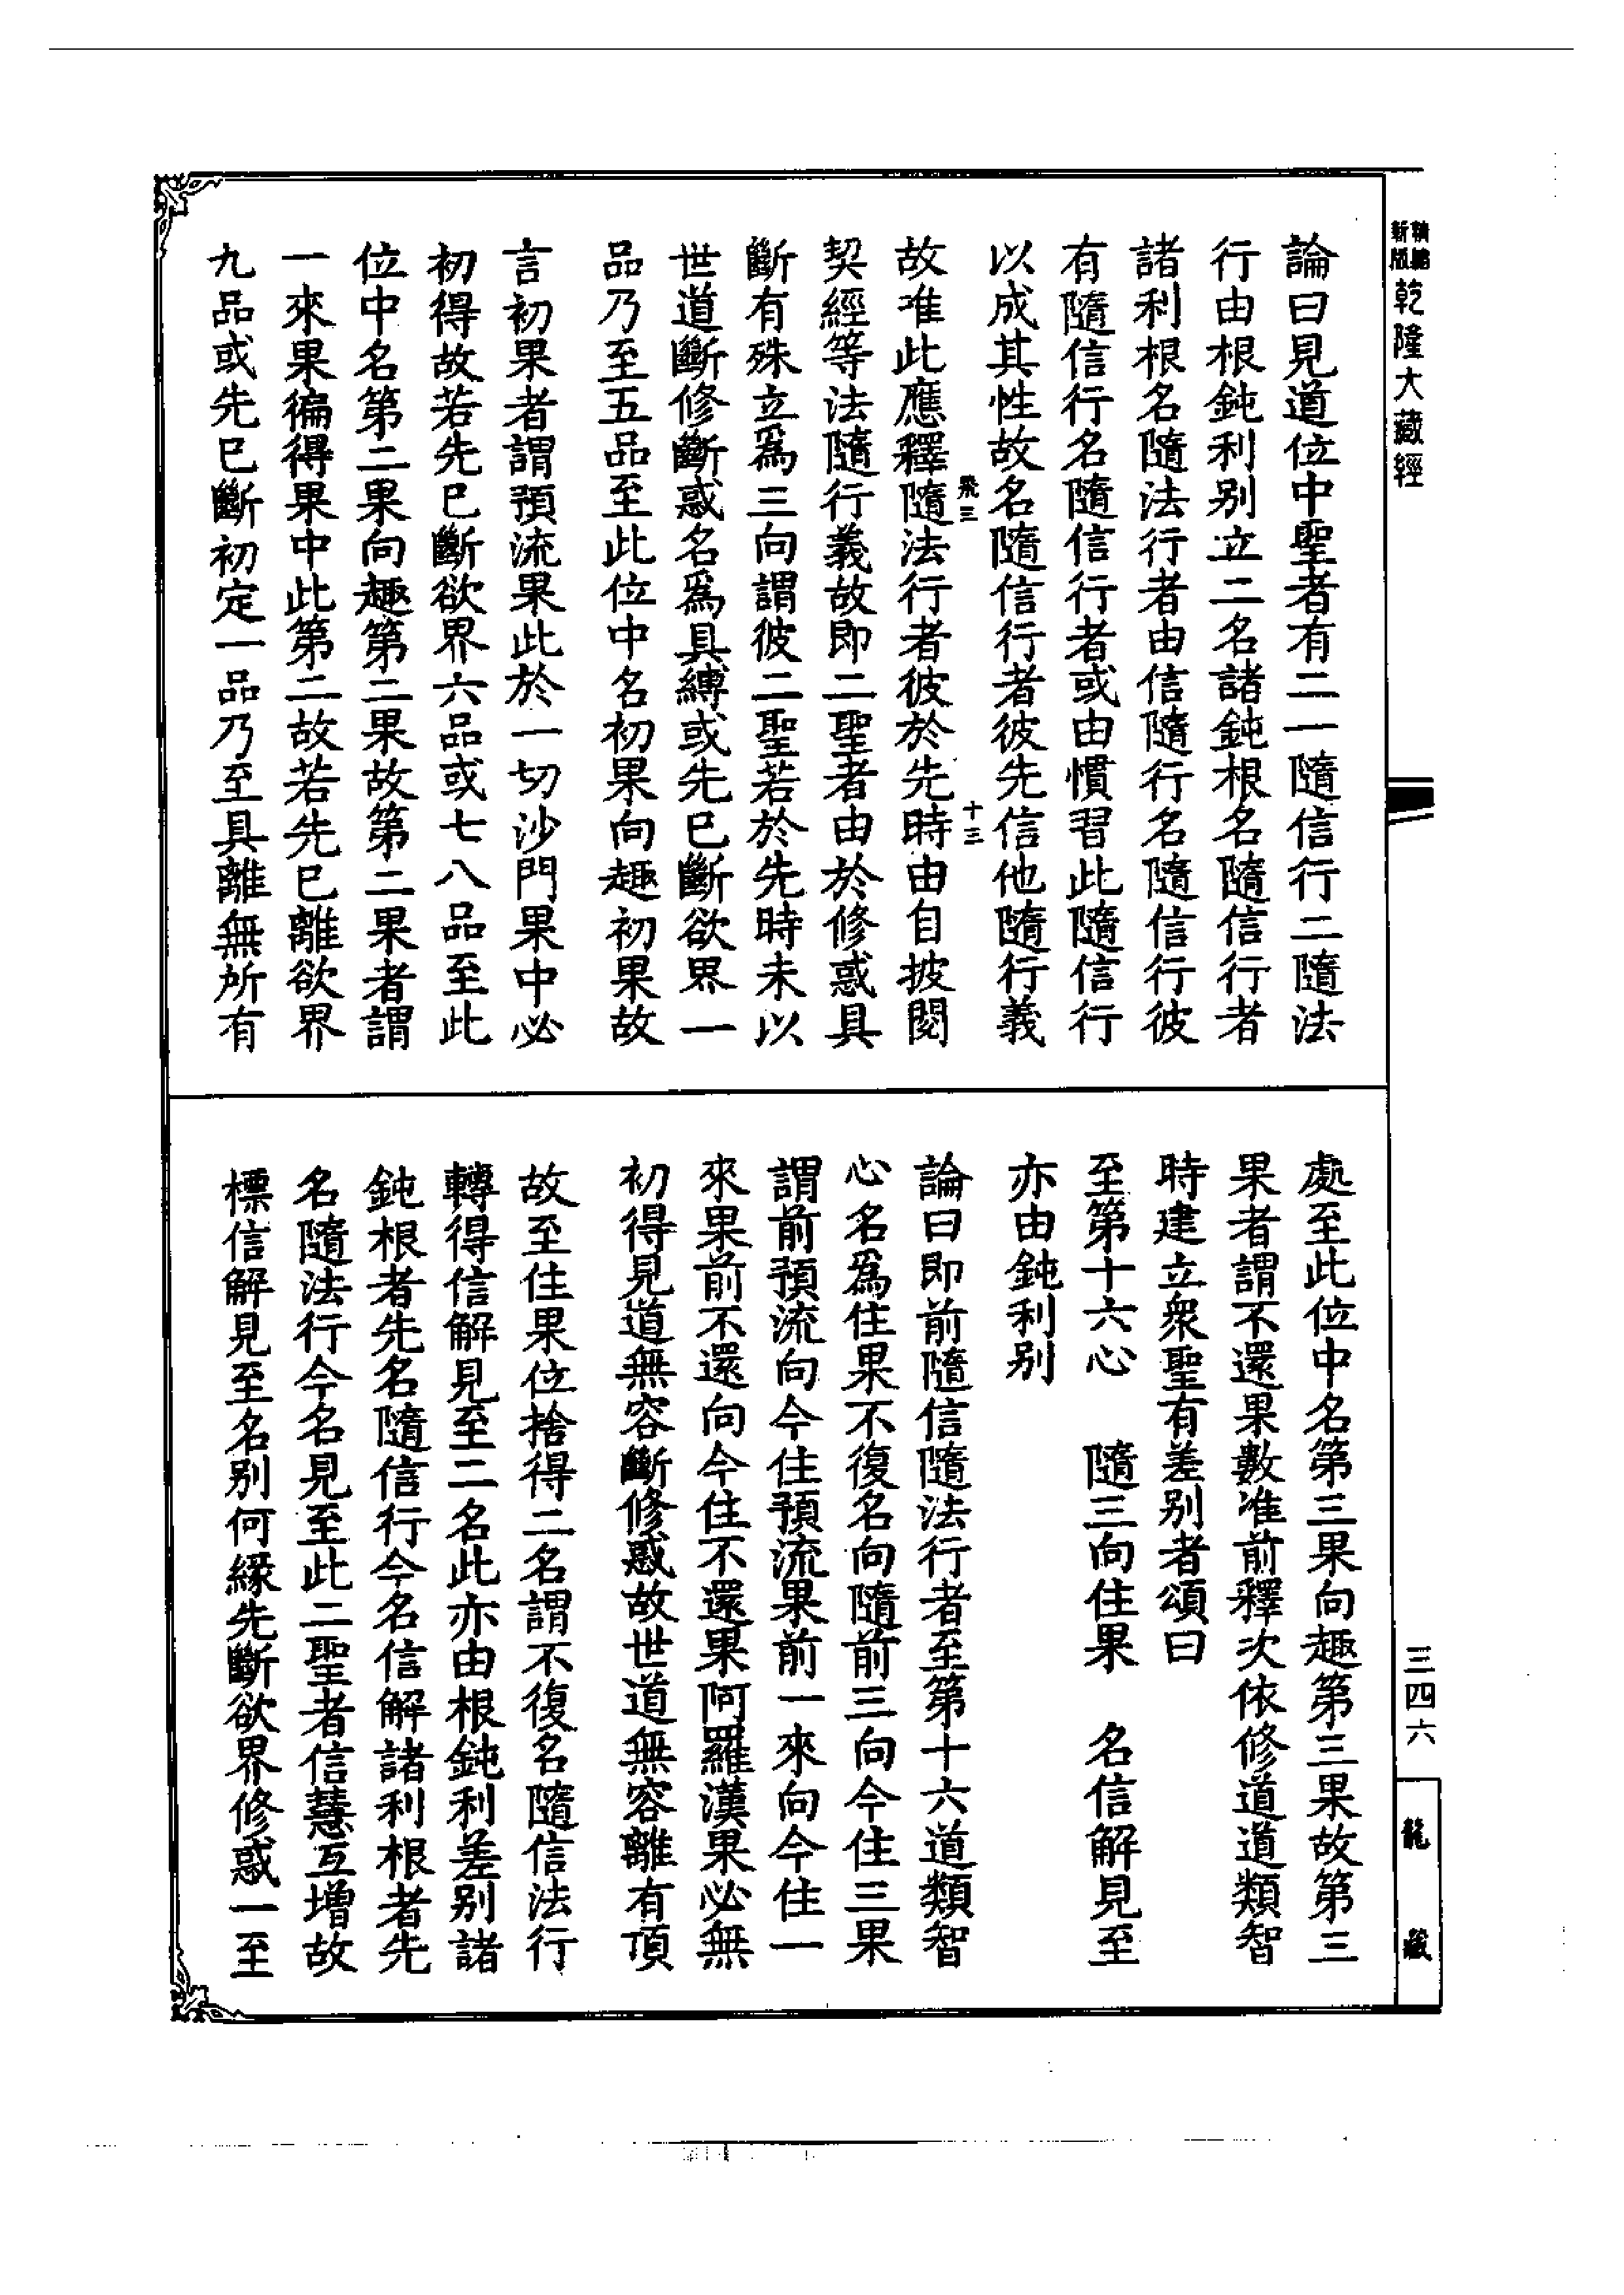 精縮新版乾隆大藏經
論曰見道位中聖者有二一隨信行二隨法
行由根鈍利別立二名諸鈍根名隨信行者
諸利根名隨法行者由信隨行名隨信行彼
有隨信行名隨信行者或由慣習此隨信行
以成其性故名隨信行者彼先信他隨行義
飛三
十三
故准此應釋隨法行者彼於先時由自披閱
契經等法隨行義故即二聖者由於修惑具
斷有殊立爲三向謂彼二聖若於先時未以
世道斷修斷惑名爲具縛或先已斷欲界一
品乃至五品至此位中名初果向趣初果故
言初果者謂預流果此於一切沙門果中必
初得故若先已斷欲界六品或七八品至此
位中名第二果向趣第二果故第二果者謂
一來果徧得果中此第二故若先已離欲界
九品或先已斷初定一品乃至具離無所有
處至此位中名第三果向趣第三果故第三
果者謂不還果數准前釋次依修道道類智
時建立衆聖有差別者頌曰
至第十六心　隨三向住果　名信解見至
亦由鈍利別
論曰即前隨信隨法行者至第十六道類智
心名爲住果不復名向隨前三向今住三果
謂前預流向今住預流果前一來向今住一
來果前不還向今住不還果阿羅漢果必無
初得見道無容斷修惑故世道無容離有頂
故至住果位捨得二名謂不復名隨信法行
轉得信解見至二名此亦由根鈍利差別諸
鈍根者先名隨信行今名信解諸利根者先
名隨法行今名見至此二聖者信慧互增故
標信解見至名別何緣先斷欲界修惑一至
三四六
龍藏